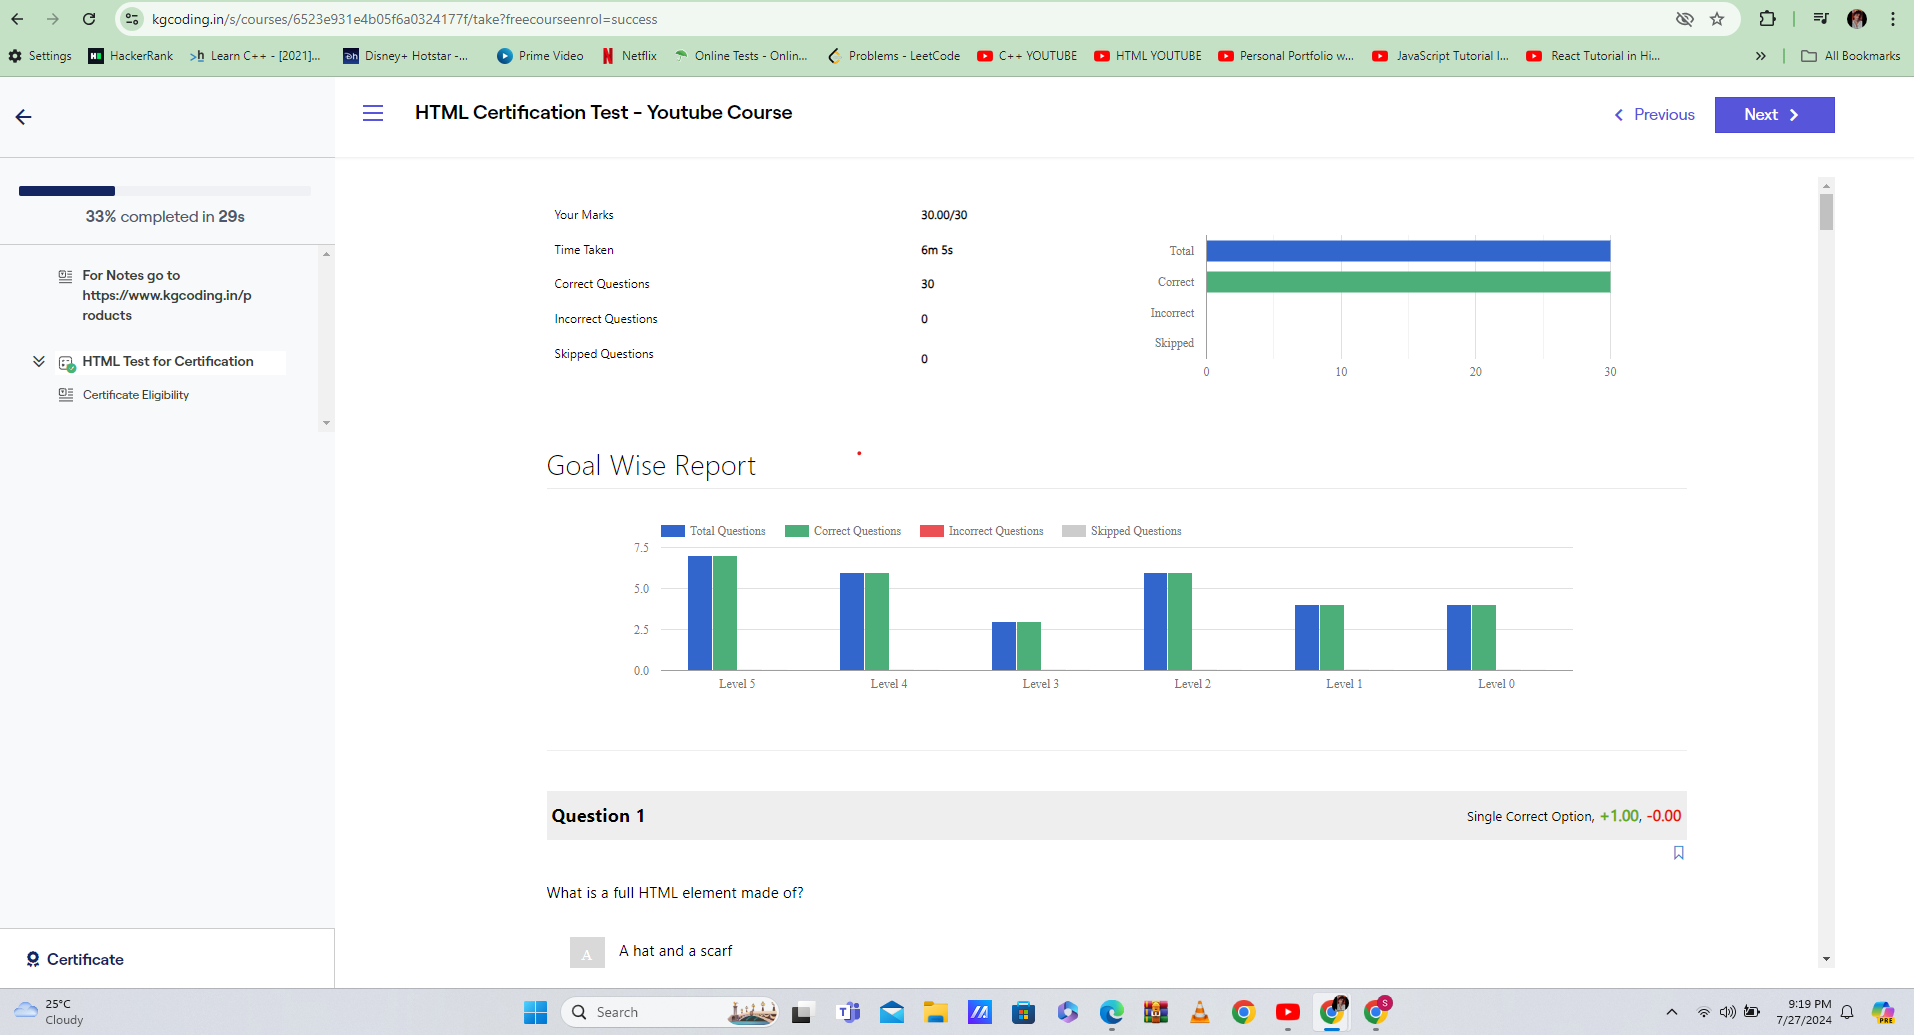 kgcoding.in/s/courses/6523e931e4b05f6a0324177f/take?freecourseenrol=success
Settings HackerRank Learn C++ - [2021]... Disney+ Hotstar -... Prime Video Netflix Online Tests - Onlin... Problems - LeetCode C++ YOUTUBE HTML YOUTUBE Personal Portfolio w... JavaScript Tutorial I... React Tutorial in Hi... All Bookmarks
HTML Certification Test - Youtube Course
Previous
Next
33% completed in 29s
For Notes go to
https://www.kgcoding.in/p
roducts
HTML Test for Certification
Certificate Eligibility
Certificate
Your Marks 30.00/30
Time Taken 6m 5s
Correct Questions 30
Incorrect Questions 0
Skipped Questions 0
Total
Correct
Incorrect
Skipped
0 10 20 30
Goal Wise Report
Total Questions Correct Questions Incorrect Questions Skipped Questions
7.5
5.0
2.5
0.0
Level 5 Level 4 Level 3 Level 2 Level 1 Level 0
Question 1
Single Correct Option, +1.00, -0.00
What is a full HTML element made of?
A A hat and a scarf
25°C
Cloudy
Search
S
9:19 PM
7/27/2024
PRE